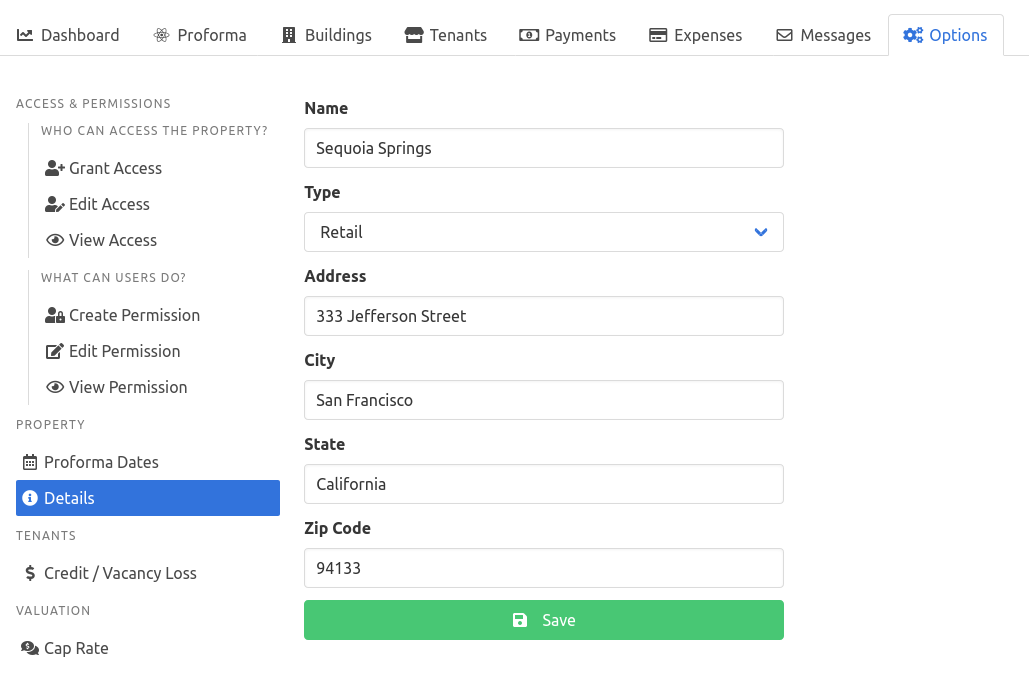 Dashboard Proforma Buildings Tenants Payments Expenses Messages Options
ACCESS & PERMISSIONS
WHO CAN ACCESS THE PROPERTY?
Grant Access
Edit Access
View Access
WHAT CAN USERS DO?
Create Permission
Edit Permission
View Permission
PROPERTY
Proforma Dates
Details
TENANTS
Credit / Vacancy Loss
VALUATION
Cap Rate
Name
Sequoia Springs
Type
Retail
Address
333 Jefferson Street
City
San Francisco
State
California
Zip Code
94133
Save